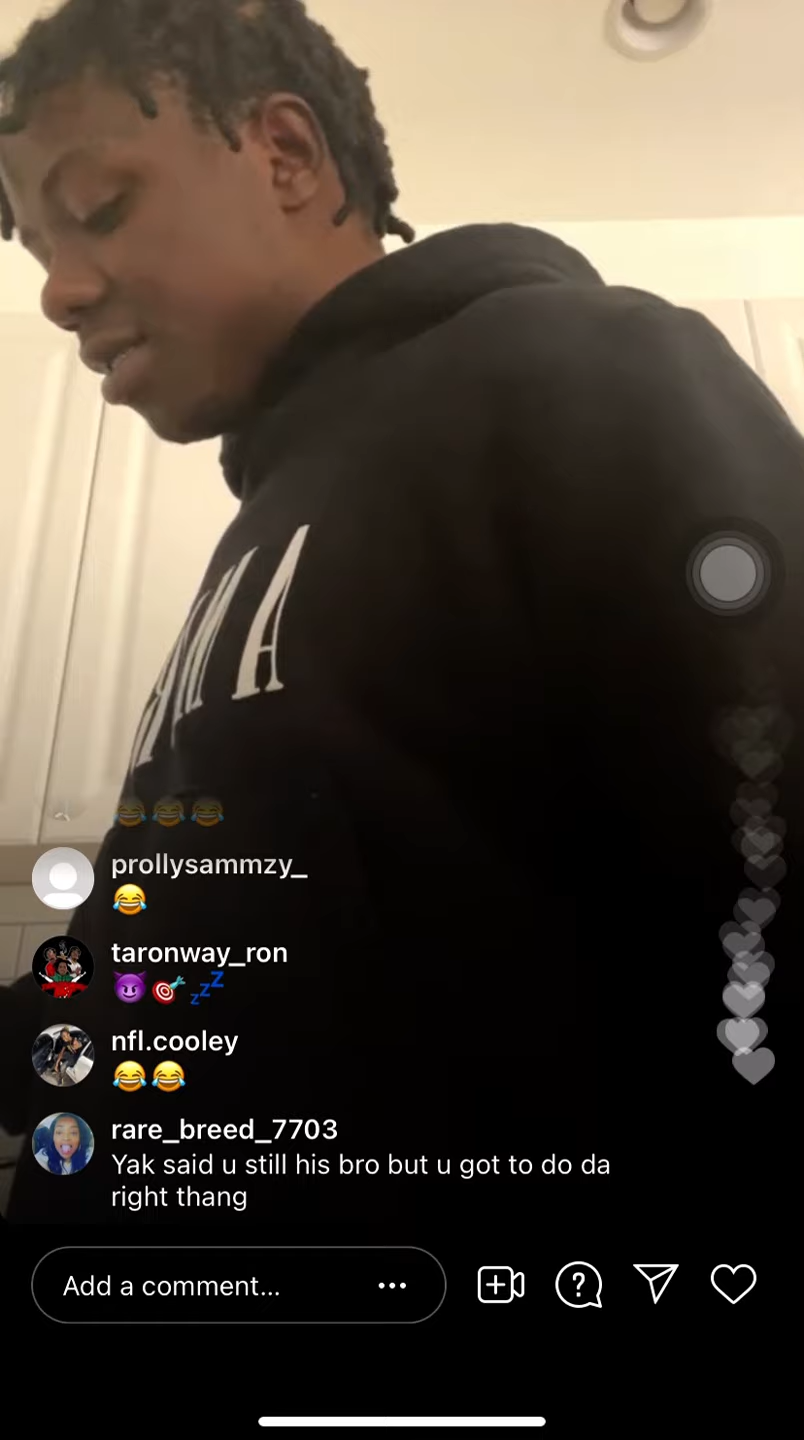 MA
😂😂😂
prollysammzy_
😂
taronway_ron
😈🎯💤
nfl.cooley
😂😂
rare_breed_7703
Yak said u still his bro but u got to do da
right thang
Add a comment...